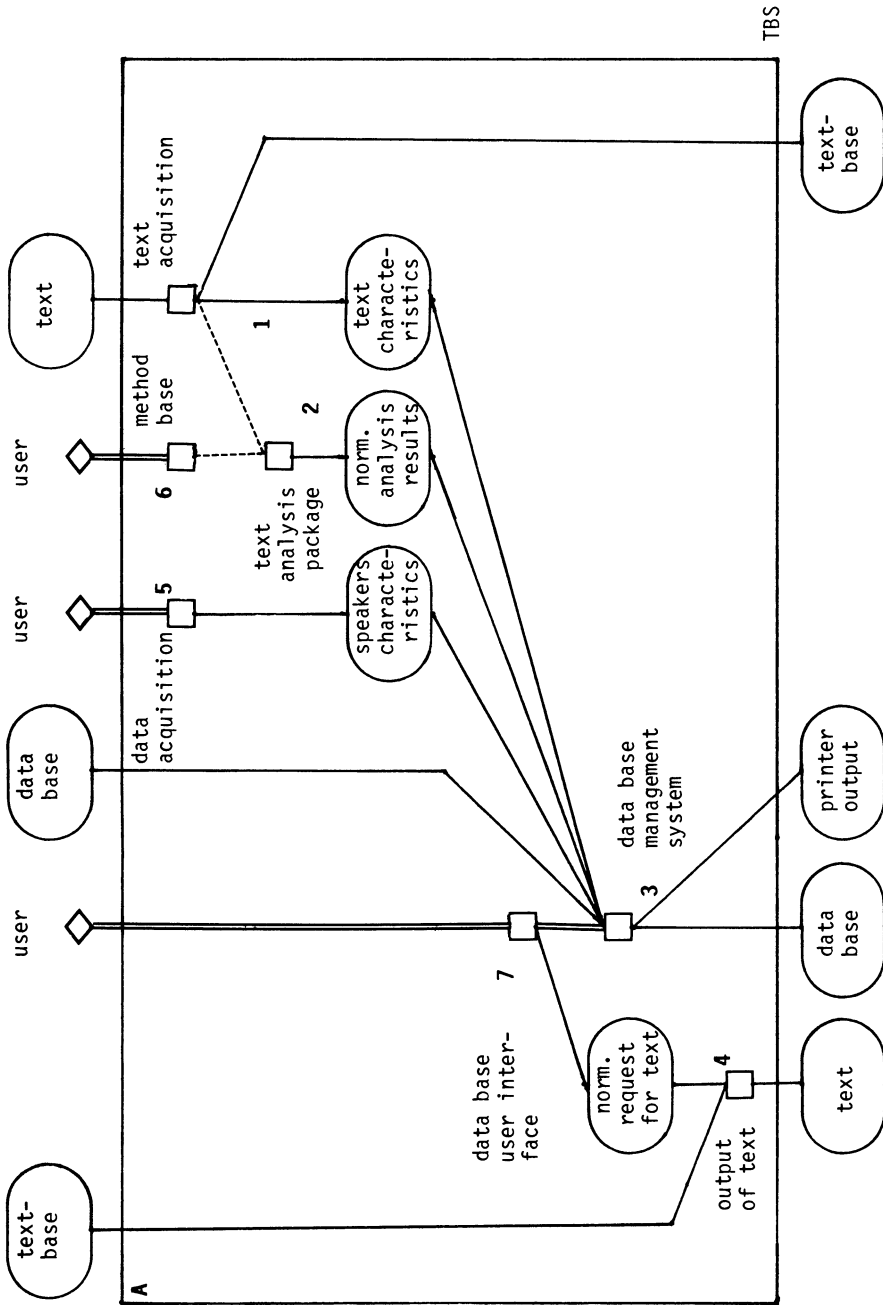 text-
base
user
data
base
user
user
text
A
data
acquisition
5
6
method
base
text
acquisition
text
analysis
package
2
1
speakers
characte-
ristics
norm.
analysis
results
text
characte-
ristics
data base
user inter-
face
7
norm.
request
for text
3
data base
management
system
output
of text
4
text
data
base
printer
output
text-
base
TBS